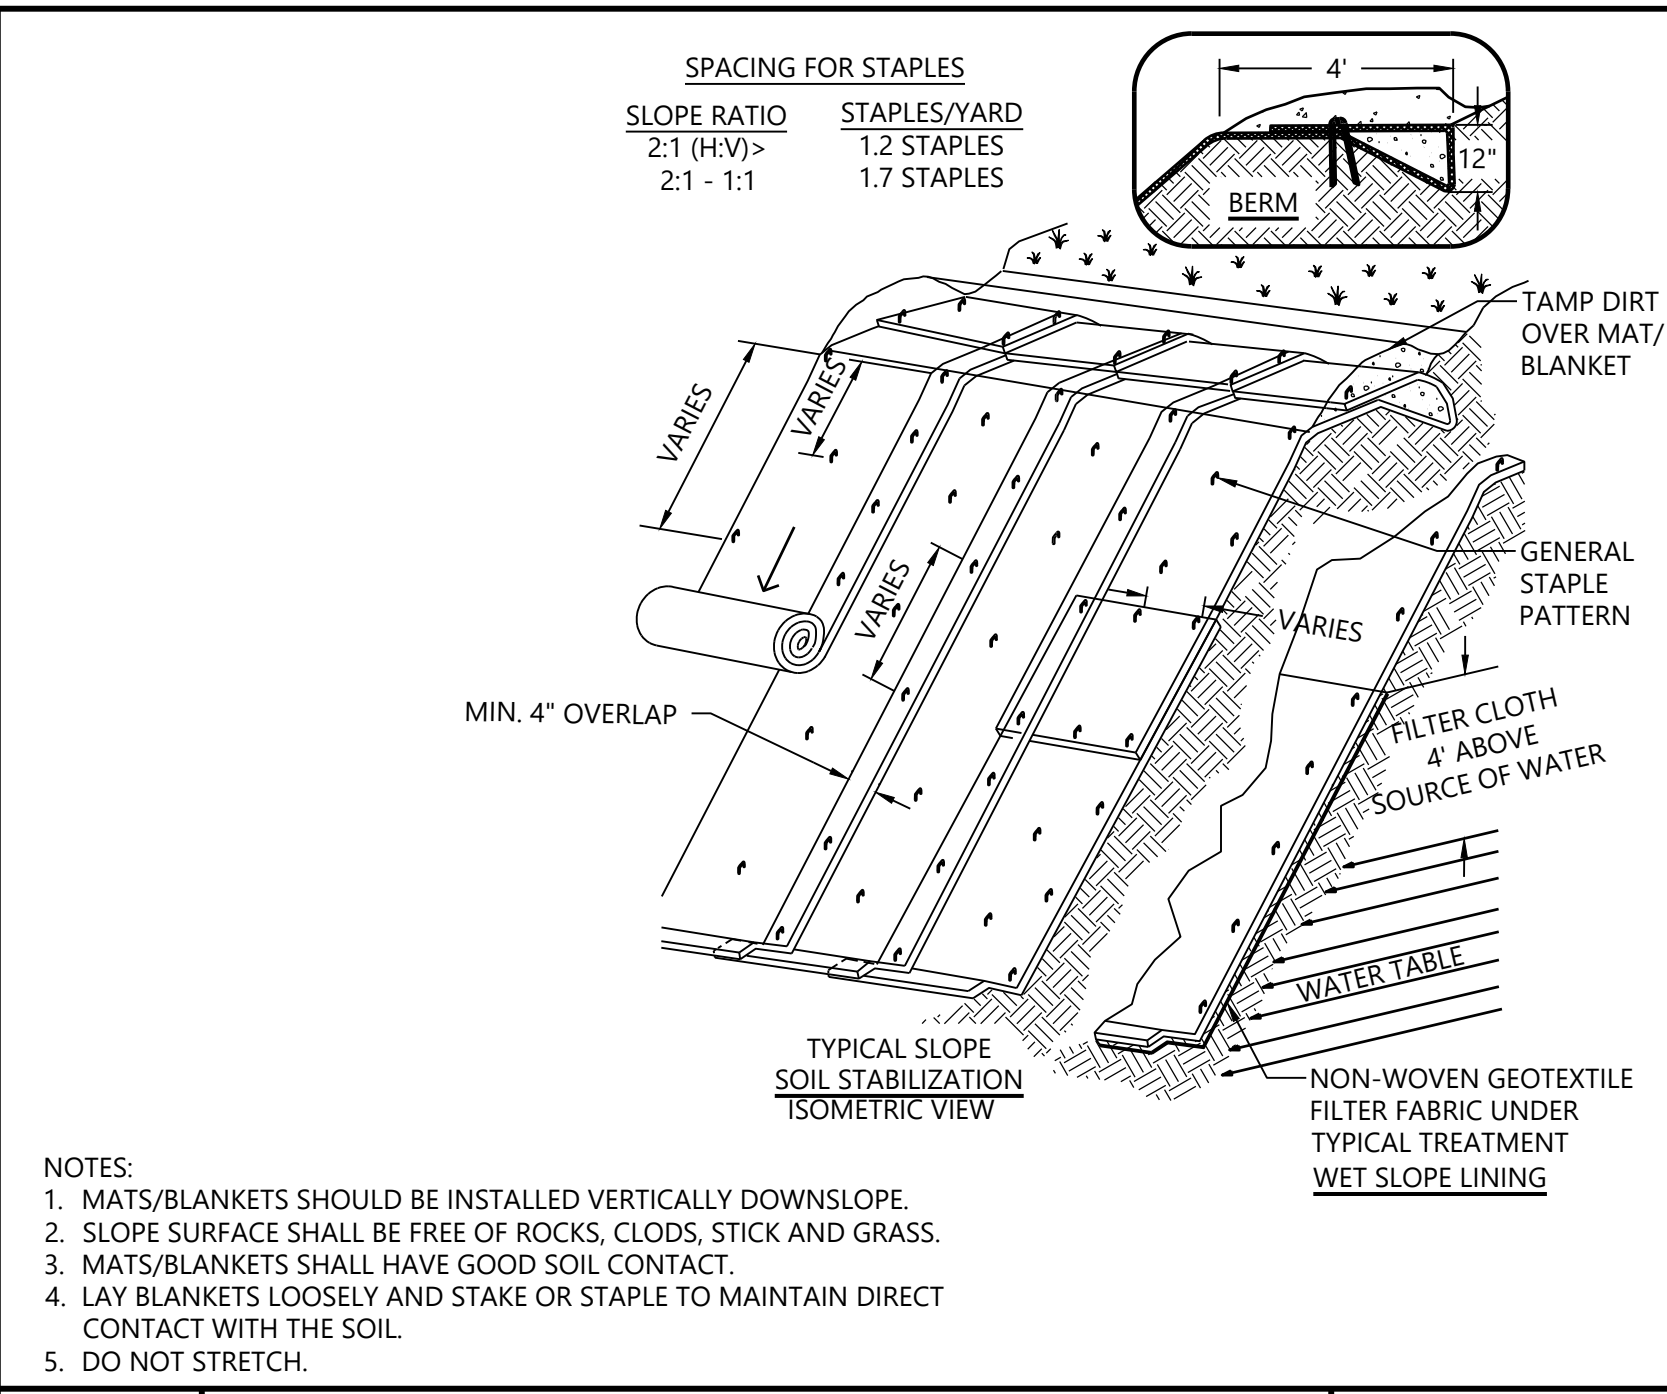 SPACING FOR STAPLES
SLOPE RATIO STAPLES/YARD
2:1 (H:V)> 1.2 STAPLES
2:1 - 1:1 1.7 STAPLES
4'
12"
BERM
TAMP DIRT
OVER MAT/
BLANKET
VARIES
VARIES
VARIES
VARIES
GENERAL
STAPLE
PATTERN
MIN. 4" OVERLAP
FILTER CLOTH
4' ABOVE
SOURCE OF WATER
WATER TABLE
TYPICAL SLOPE
SOIL STABILIZATION
ISOMETRIC VIEW
NON-WOVEN GEOTEXTILE
FILTER FABRIC UNDER
TYPICAL TREATMENT
WET SLOPE LINING
NOTES:
1. MATS/BLANKETS SHOULD BE INSTALLED VERTICALLY DOWNSLOPE.
2. SLOPE SURFACE SHALL BE FREE OF ROCKS, CLODS, STICK AND GRASS.
3. MATS/BLANKETS SHALL HAVE GOOD SOIL CONTACT.
4. LAY BLANKETS LOOSELY AND STAKE OR STAPLE TO MAINTAIN DIRECT
CONTACT WITH THE SOIL.
5. DO NOT STRETCH.